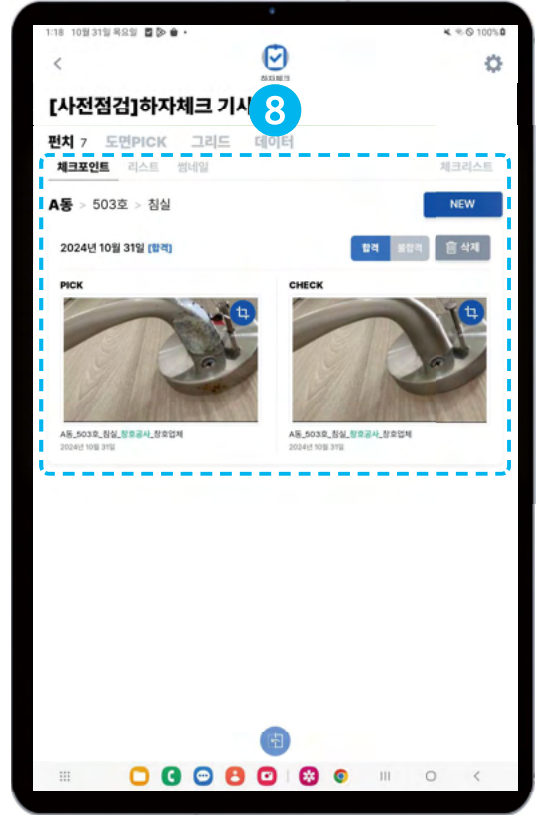 1:18 10월 31일 목요일
100%
하자체크
[사전점검]하자체크 기사
8
펀치 7 도면PICK 그리드 데이터
체크포인트 리스트 썸네일 체크리스트
A동 > 503호 > 침실
NEW
2024년 10월 31일 [합격]
합격 불합격 삭제
PICK CHECK
A동_503호_침실_창호공사_창호업체 A동_503호_침실_창호공사_창호업체
2024년 10월 31일 2024년 10월 31일